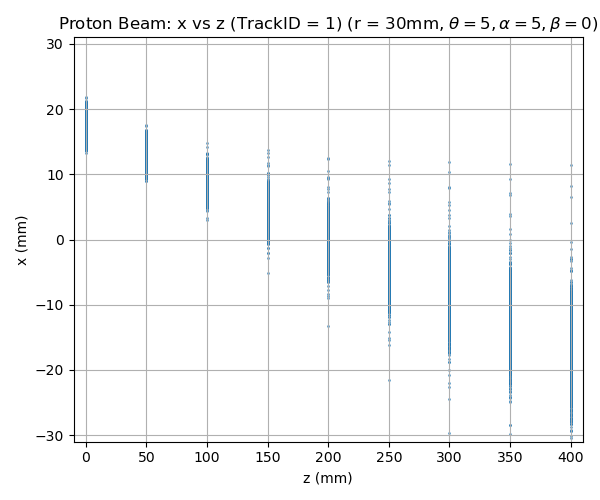 Proton Beam: x vs z (TrackID = 1) (r = 30mm, θ = 5, α = 5, β = 0)
30
20
10
0
−10
−20
−30
x (mm)
0 50 100 150 200 250 300 350 400
z (mm)